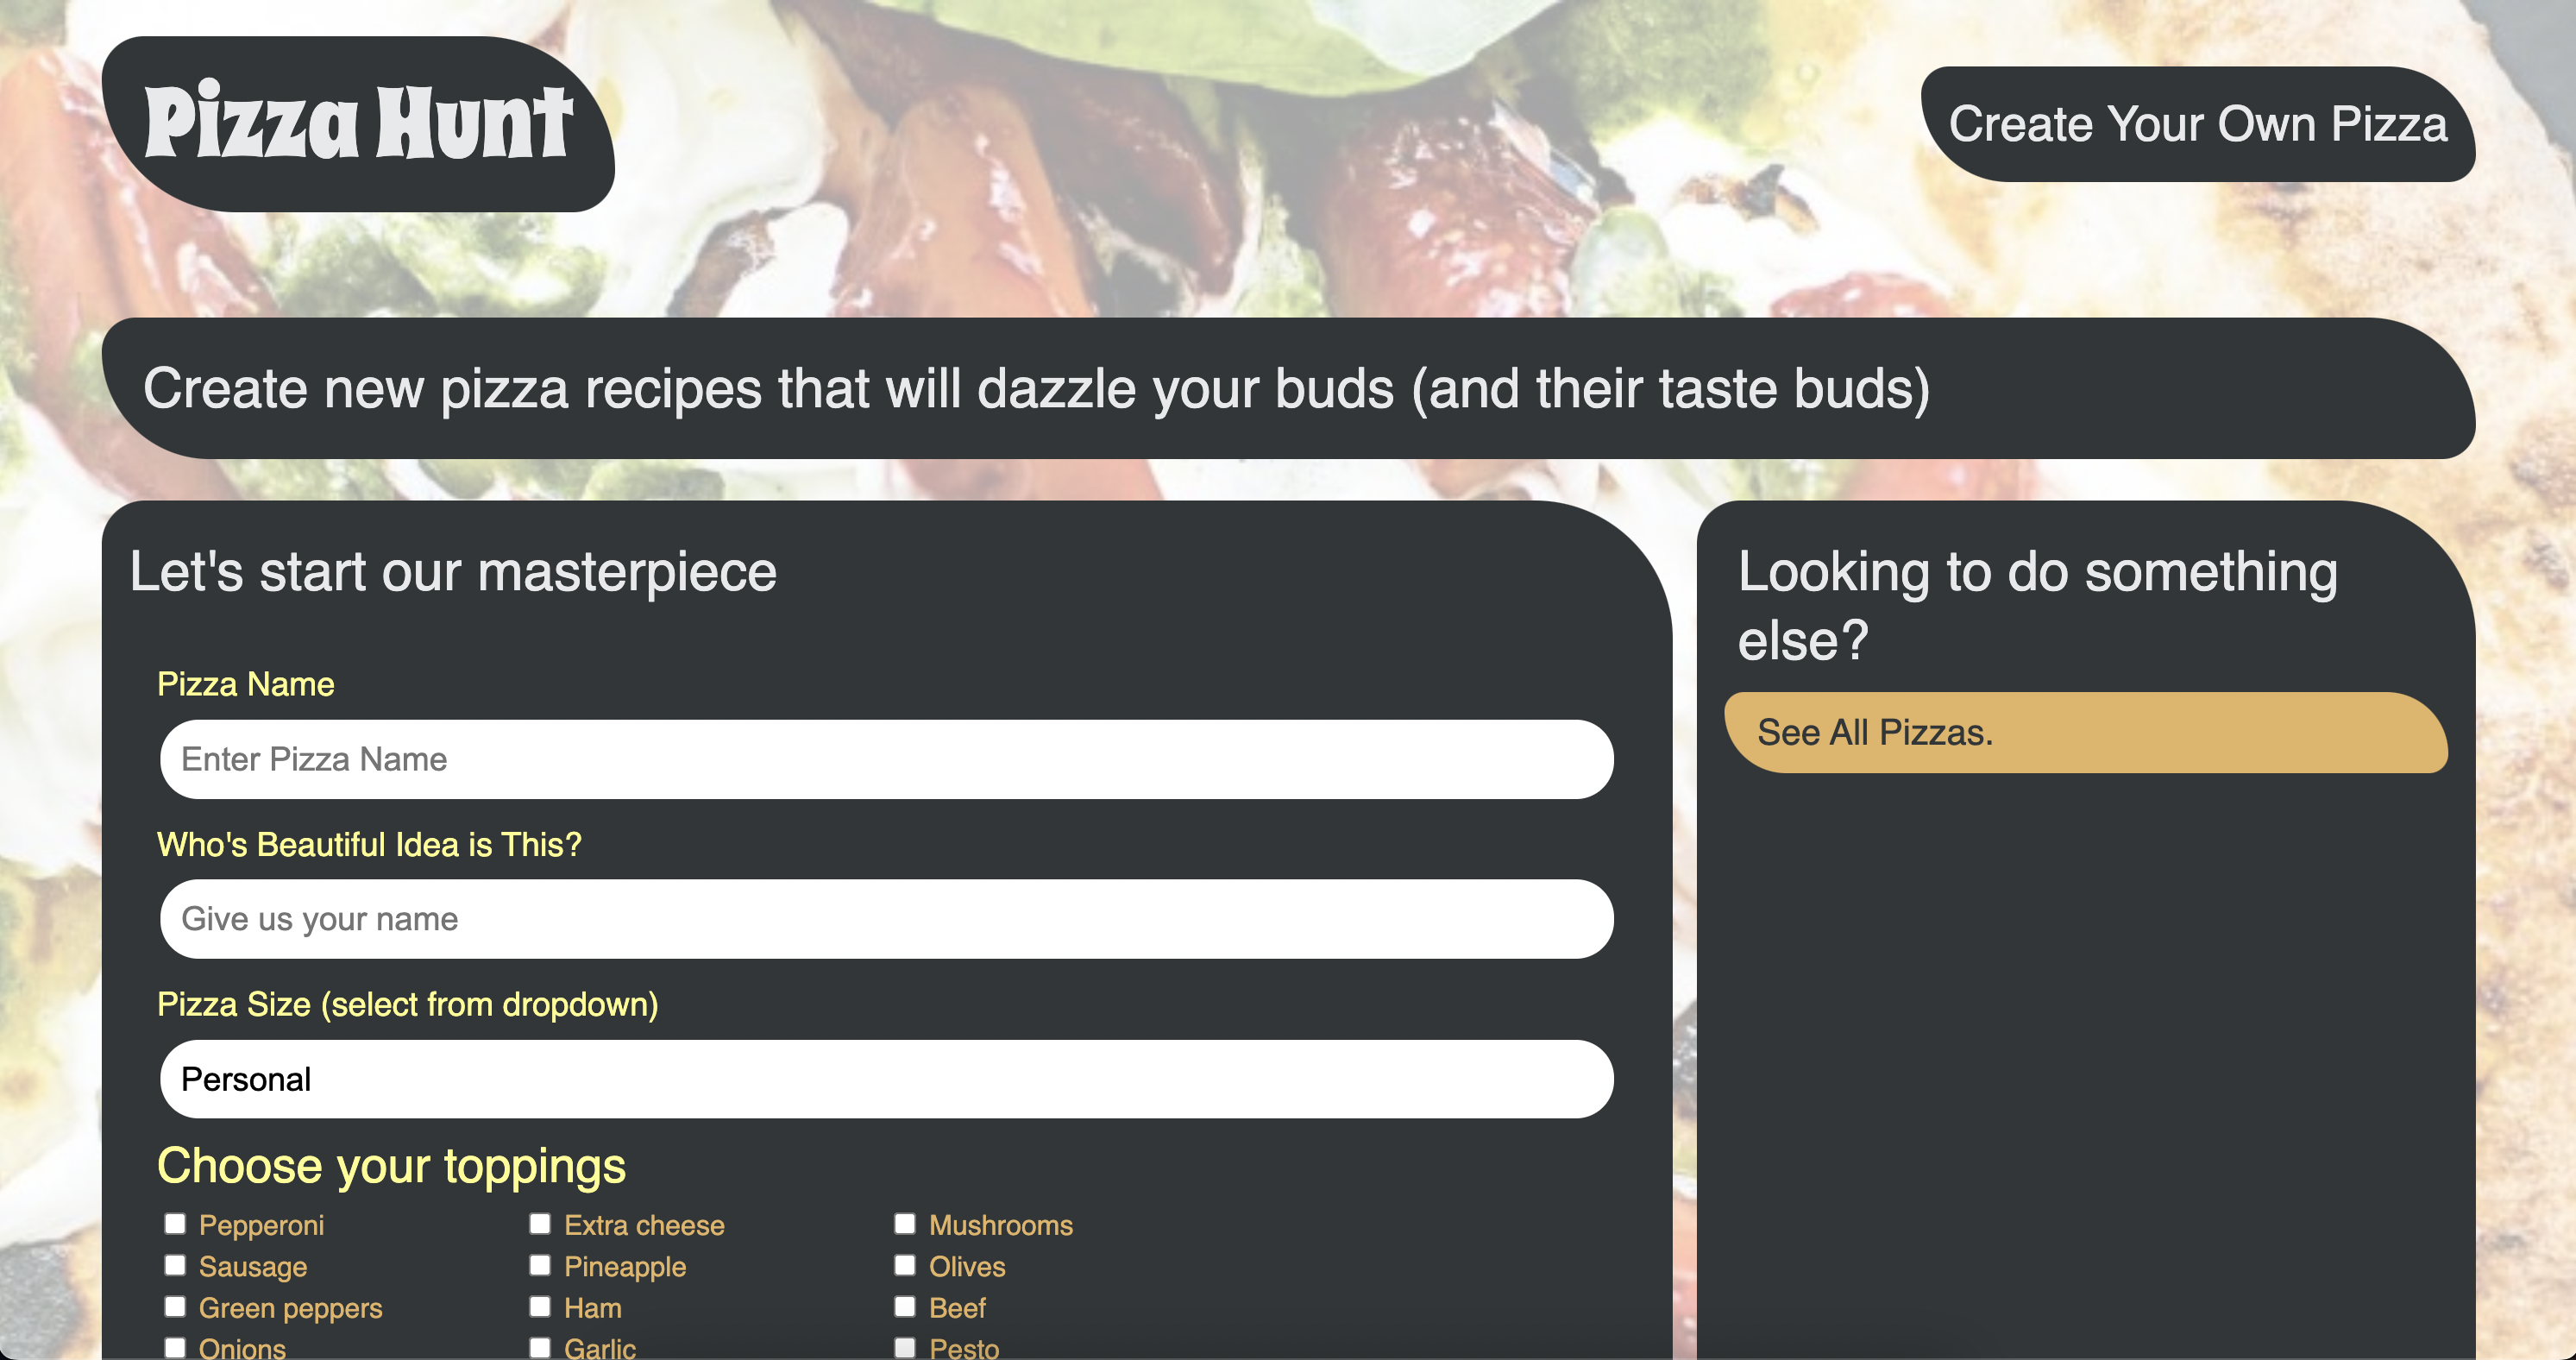 Pizza Hunt
Create Your Own Pizza
Create new pizza recipes that will dazzle your buds (and their taste buds)
Let's start our masterpiece
Pizza Name
Enter Pizza Name
Who's Beautiful Idea is This?
Give us your name
Pizza Size (select from dropdown)
Personal
Choose your toppings
Pepperoni
Extra cheese
Mushrooms
Sausage
Pineapple
Olives
Green peppers
Ham
Beef
Onions
Garlic
Pesto
Looking to do something
else?
See All Pizzas.